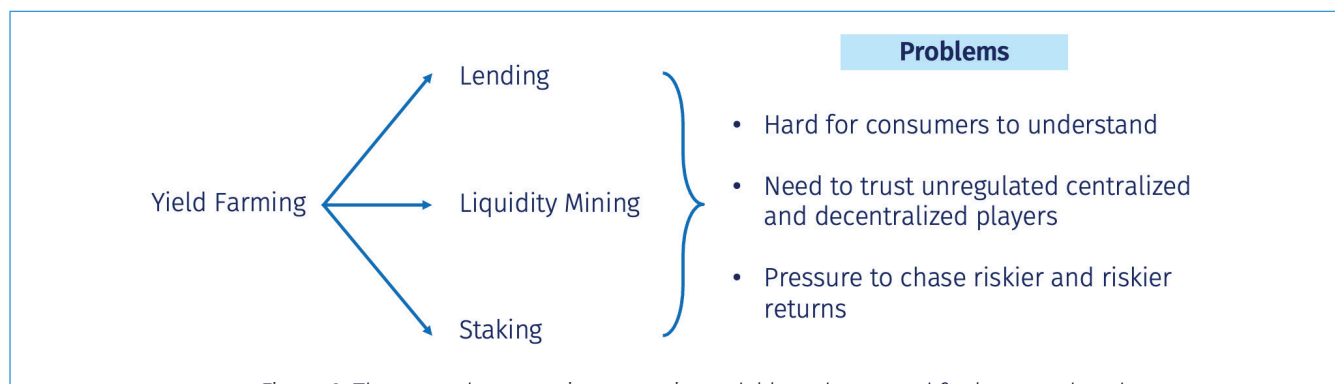 Problems
Lending
• Hard for consumers to understand
Yield Farming
Liquidity Mining
• Need to trust unregulated centralized
and decentralized players
• Pressure to chase riskier and riskier
returns
Staking